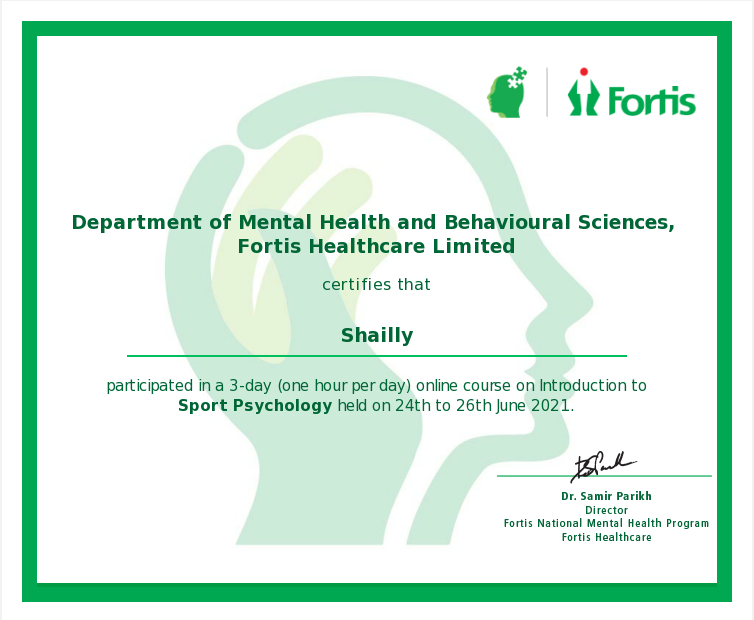 Fortis
Department of Mental Health and Behavioural Sciences,
Fortis Healthcare Limited
certifies that
Shailly
participated in a 3-day (one hour per day) online course on Introduction to
Sport Psychology held on 24th to 26th June 2021.
Dr. Samir Parikh
Director
Fortis National Mental Health Program
Fortis Healthcare